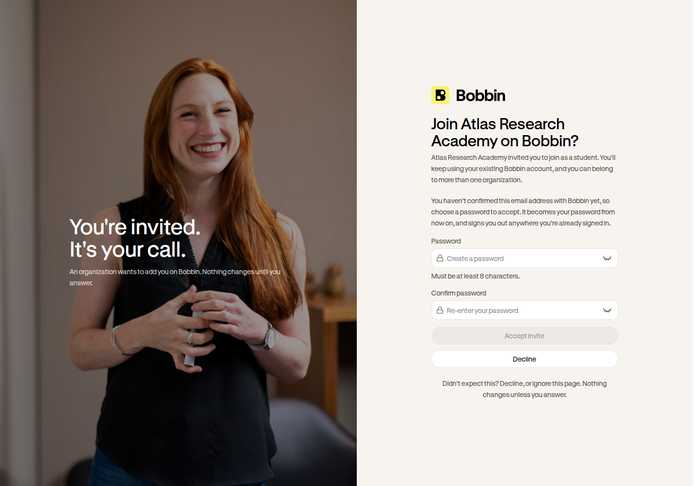 You're invited.
It's your call.
An organization wants to add you on Bobbin. Nothing changes until you
answer.
Bobbin
Join Atlas Research
Academy on Bobbin?
Atlas Research Academy invited you to join as a student. You'll
keep using your existing Bobbin account, and you can belong
to more than one organization.
You haven't confirmed this email address with Bobbin yet, so
choose a password to accept. It becomes your password from
now on, and signs you out anywhere you're already signed in.
Password
Create a password
Must be at least 8 characters.
Confirm password
Re-enter your password
Accept invite
Decline
Didn't expect this? Decline, or ignore this page. Nothing
changes unless you answer.